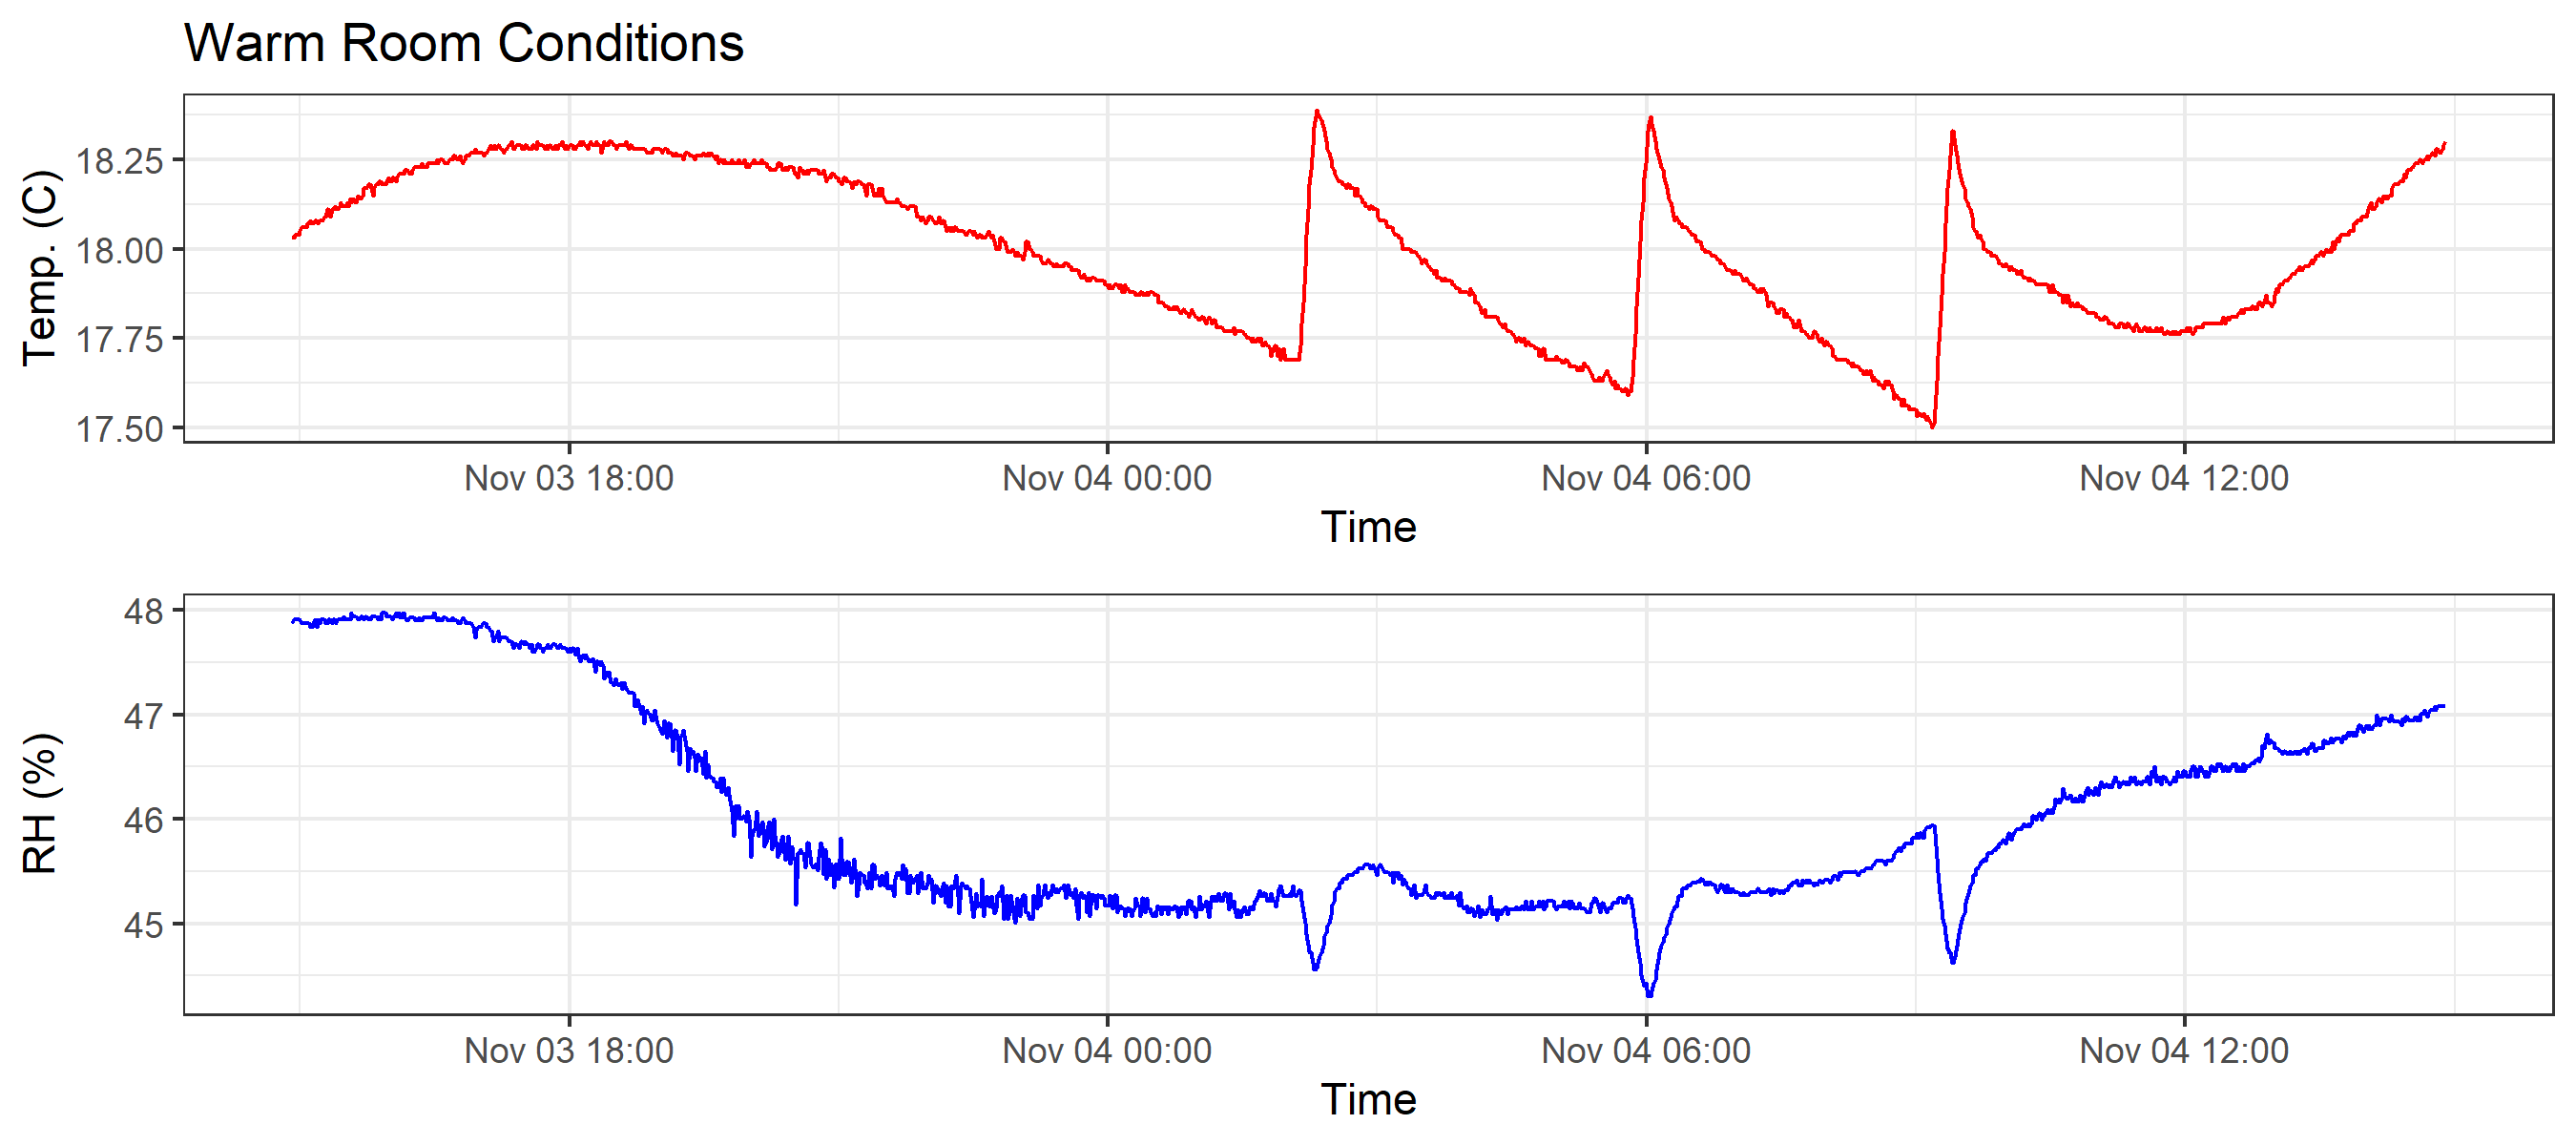 Warm Room Conditions
Temp. (C)
18.25
18.00
17.75
17.50
Nov 03 18:00 Nov 04 00:00 Nov 04 06:00 Nov 04 12:00
Time
RH (%)
48
47
46
45
Nov 03 18:00 Nov 04 00:00 Nov 04 06:00 Nov 04 12:00
Time